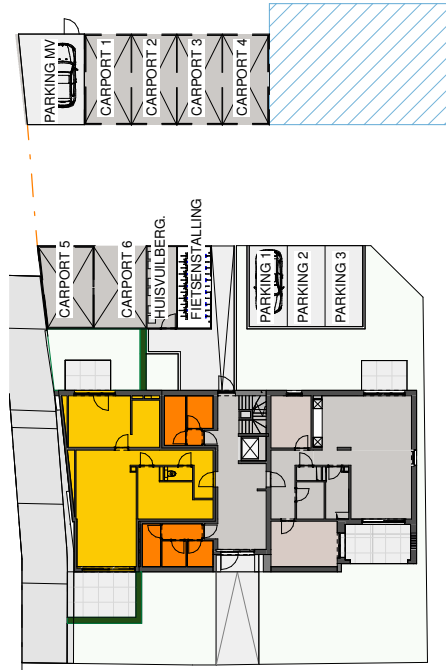 PARKING MV
CARPORT 1
CARPORT 2
CARPORT 3
CARPORT 4
CARPORT 5
CARPORT 6
HUISVUILBERG.
FIETSENSTALLING
PARKING 1
PARKING 2
PARKING 3